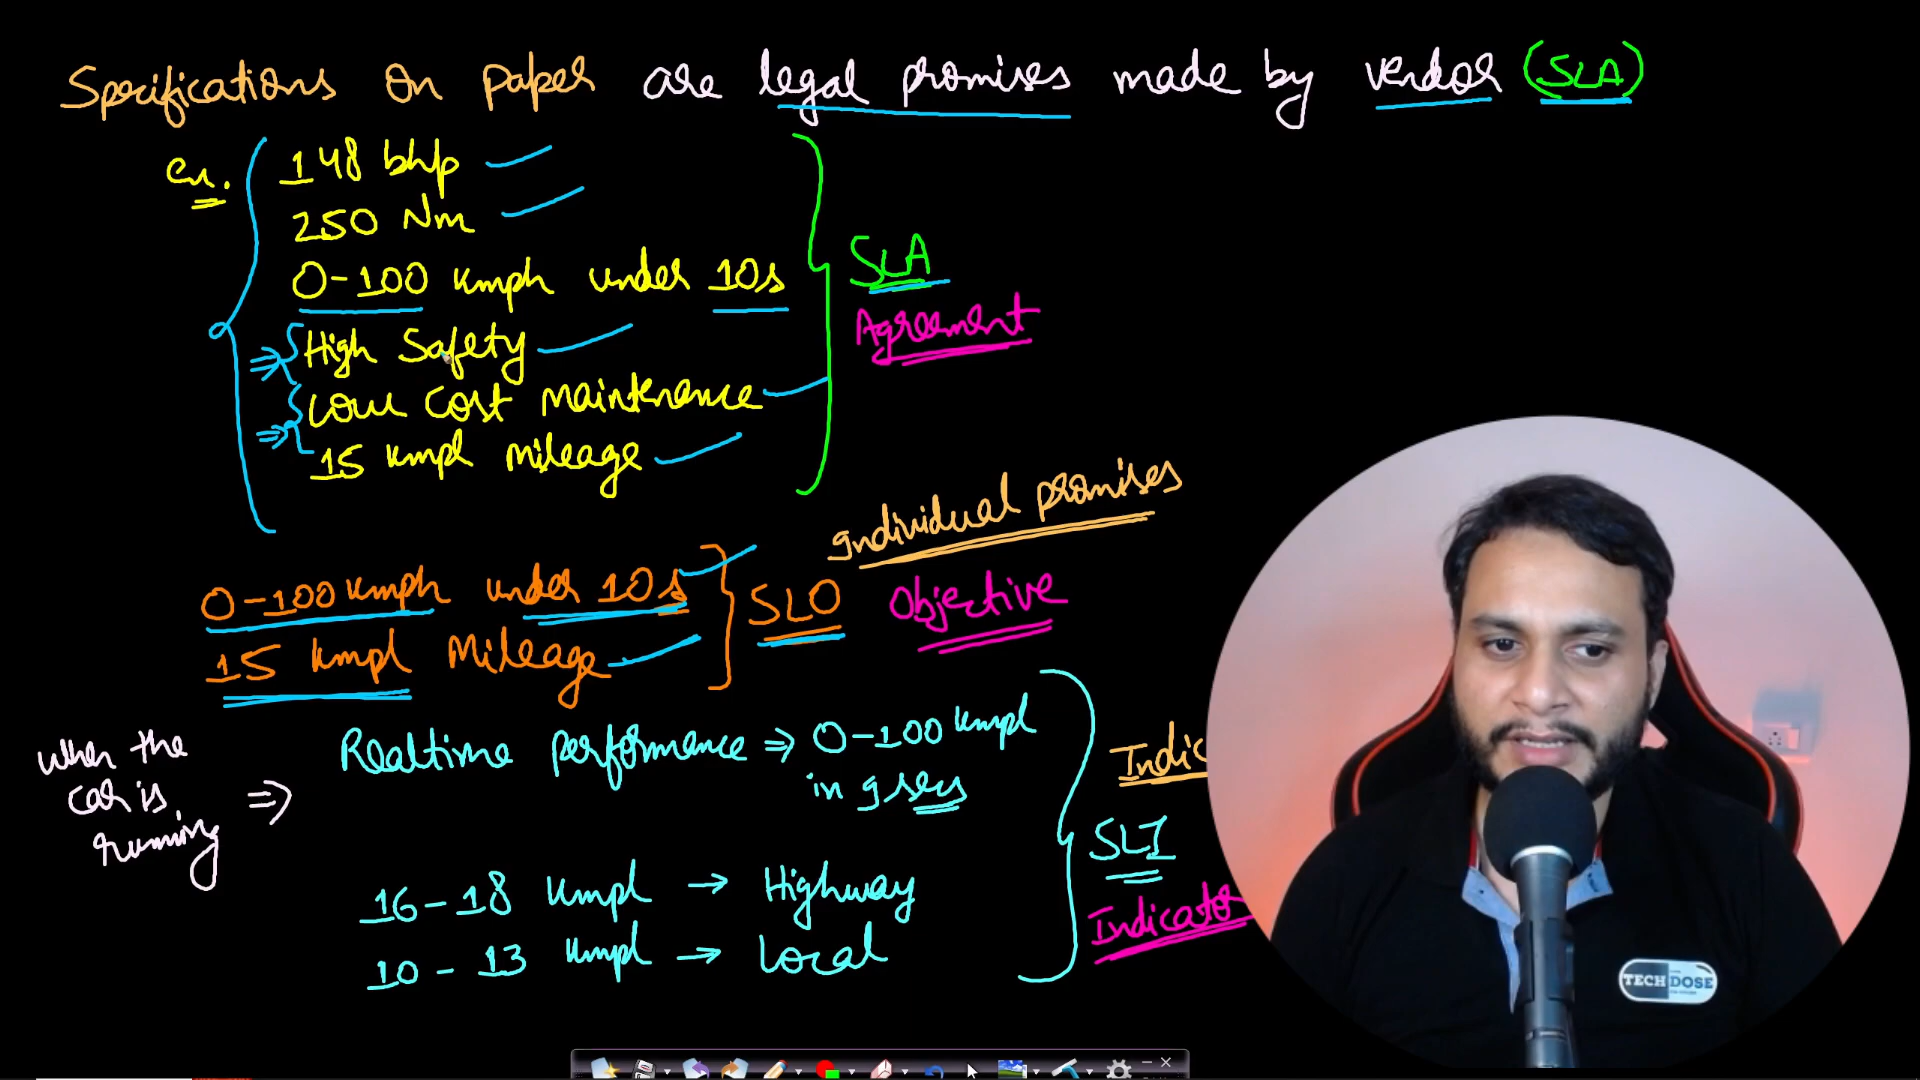 Specifications on paper are legal promises made by vendor (SLA)
ex.
148 bhp
250 Nm
0-100 kmph under 10s
High Safety
Low Cost Maintenance
15 kmpl Mileage
SLA
Agreement
Individual promises
0-100 kmph under 10s
15 kmpl Mileage
SLO
Objective
When the
car is
running
Realtime performance ⇒ 0-100 kmpl
in 9 secs
16-18 kmpl → Highway
10-13 kmpl → Local
Indic
SLI
Indicator
TECH DOSE